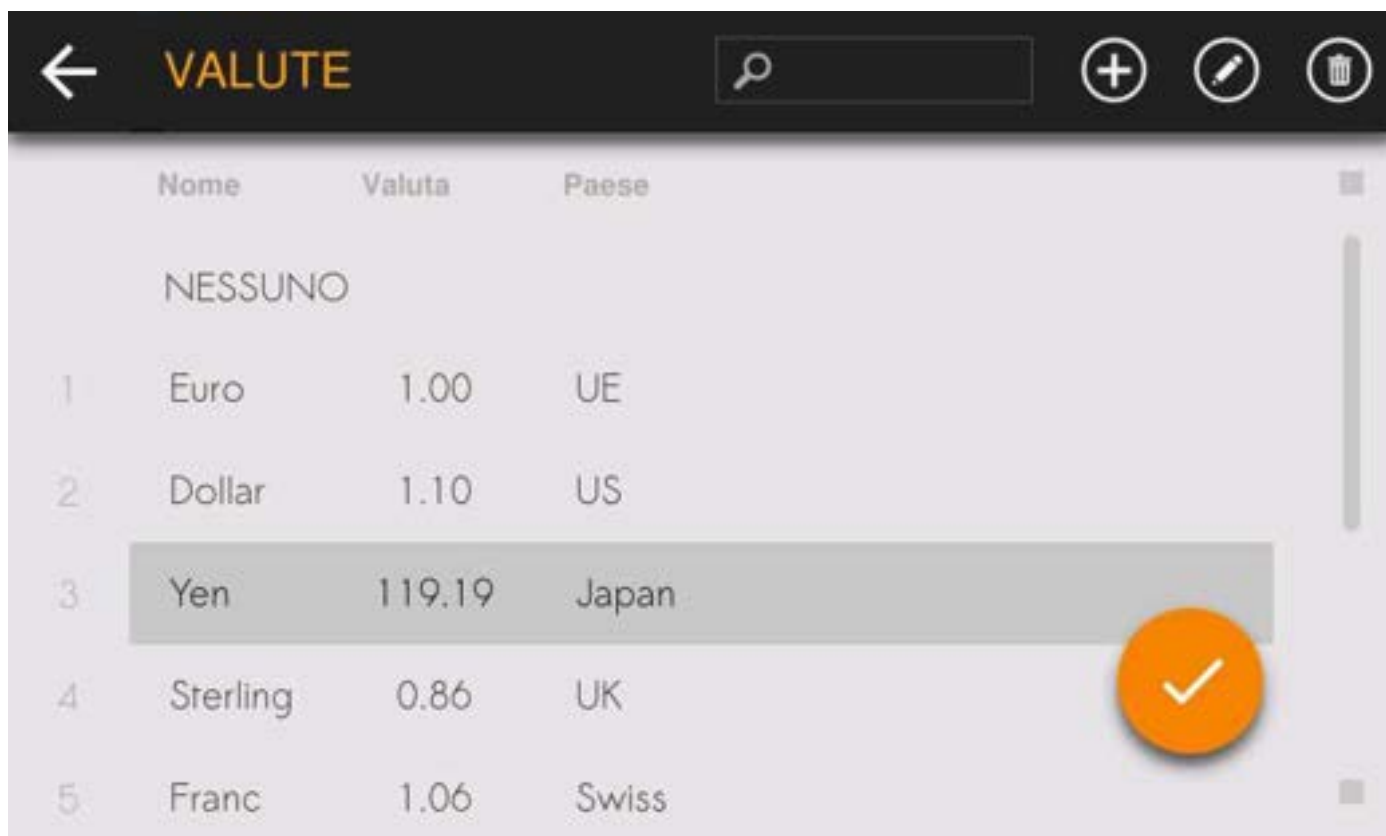 VALUTE
Nome Valuta Paese
NESSUNO
1 Euro 1.00 UE
2 Dollar 1.10 US
3 Yen 119.19 Japan
4 Sterling 0.86 UK
5 Franc 1.06 Swiss